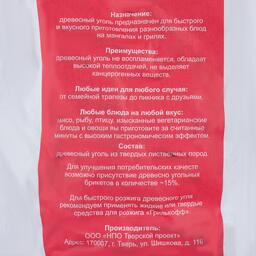 Назначение:
древесный уголь предназначен для быстрого
и вкусного приготовления разнообразных блюд
на мангалах и грилях.
Преимущества:
древесный уголь не воспламеняется, обладает
высокой теплоотдачей, не выделяет
канцерогенных веществ.
Любые идеи для любого случая:
от семейной трапезы до пикника с друзьями.
Любые блюда на любой вкус:
мясо, рыбу, птицу, изысканные вегетарианские
блюда и овощи вы приготовите за считанные
минуты с высоким гастрономическим эффектом.
Состав:
древесный уголь из твердых лиственных пород.
Для улучшения потребительских качеств
возможно присутствие древесно угольных
брикетов в количестве ~15%.
Для быстрого розжига древесного угля
рекомендуем применять жидкие или твердые
средства для розжига «Грилькофф».
Производитель:
ООО «НПО Тверской проект»
Адрес: 170007, г. Тверь, ул. Шишкова, д. 116